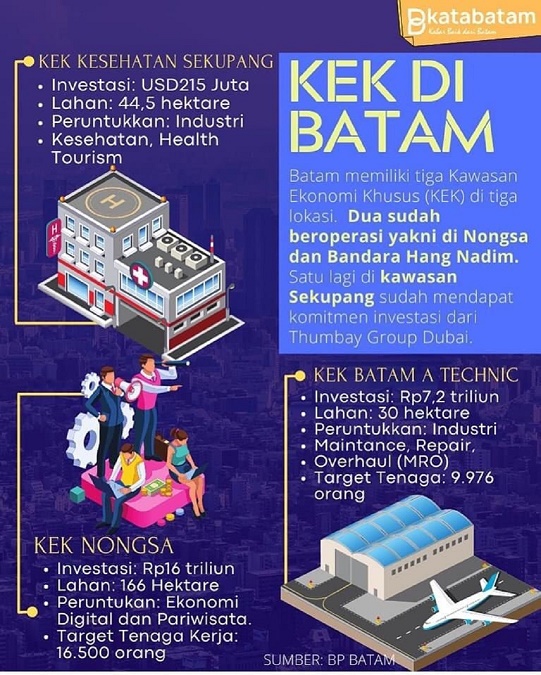 katabatam
Kabar Baik dari Batam
KEK KESEHATAN SEKUPANG
Investasi: USD215 Juta
Lahan: 44,5 hektare
Peruntukkan: Industri
Kesehatan, Health
Tourism
KEK DI
BATAM
Batam memiliki tiga Kawasan
Ekonomi Khusus (KEK) di tiga
lokasi. Dua sudah
beroperasi yakni di Nongsa
dan Bandara Hang Nadim.
Satu lagi di kawasan
Sekupang sudah mendapat
komitmen investasi dari
Thumbay Group Dubai.
H
H
KEK BATAM A TECHNIC
Investasi: Rp7,2 triliun
Lahan: 30 hektare
Peruntukkan: Industri
Maintance, Repair,
Overhaul (MRO)
Target Tenaga: 9.976
orang
KEK NONGSA
Investasi: Rp16 triliun
Lahan: 166 Hektare
Peruntukan: Ekonomi
Digital dan Pariwisata.
Target Tenaga Kerja:
16.500 orang
SUMBER: BP BATAM